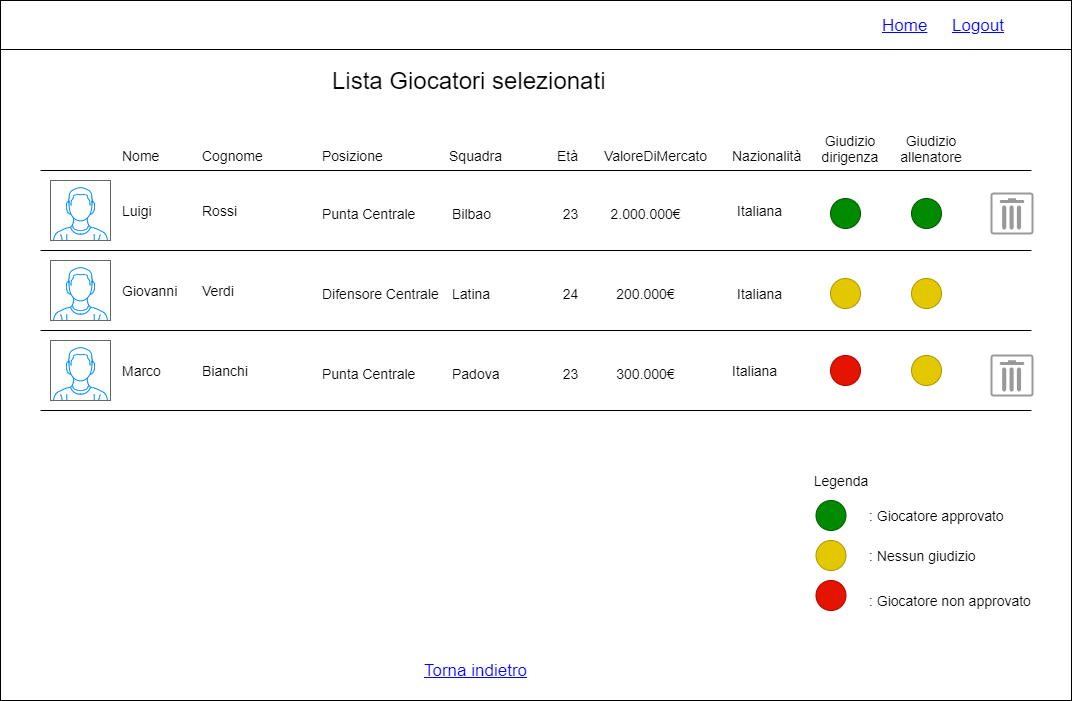 Home Logout
Lista Giocatori selezionati
Nome Cognome Posizione Squadra Età ValoreDiMercato Nazionalità Giudizio dirigenza Giudizio allenatore
Luigi Rossi Punta Centrale Bilbao 23 2.000.000€ Italiana
Giovanni Verdi Difensore Centrale Latina 24 200.000€ Italiana
Marco Bianchi Punta Centrale Padova 23 300.000€ Italiana
Legenda
: Giocatore approvato
: Nessun giudizio
: Giocatore non approvato
Torna indietro